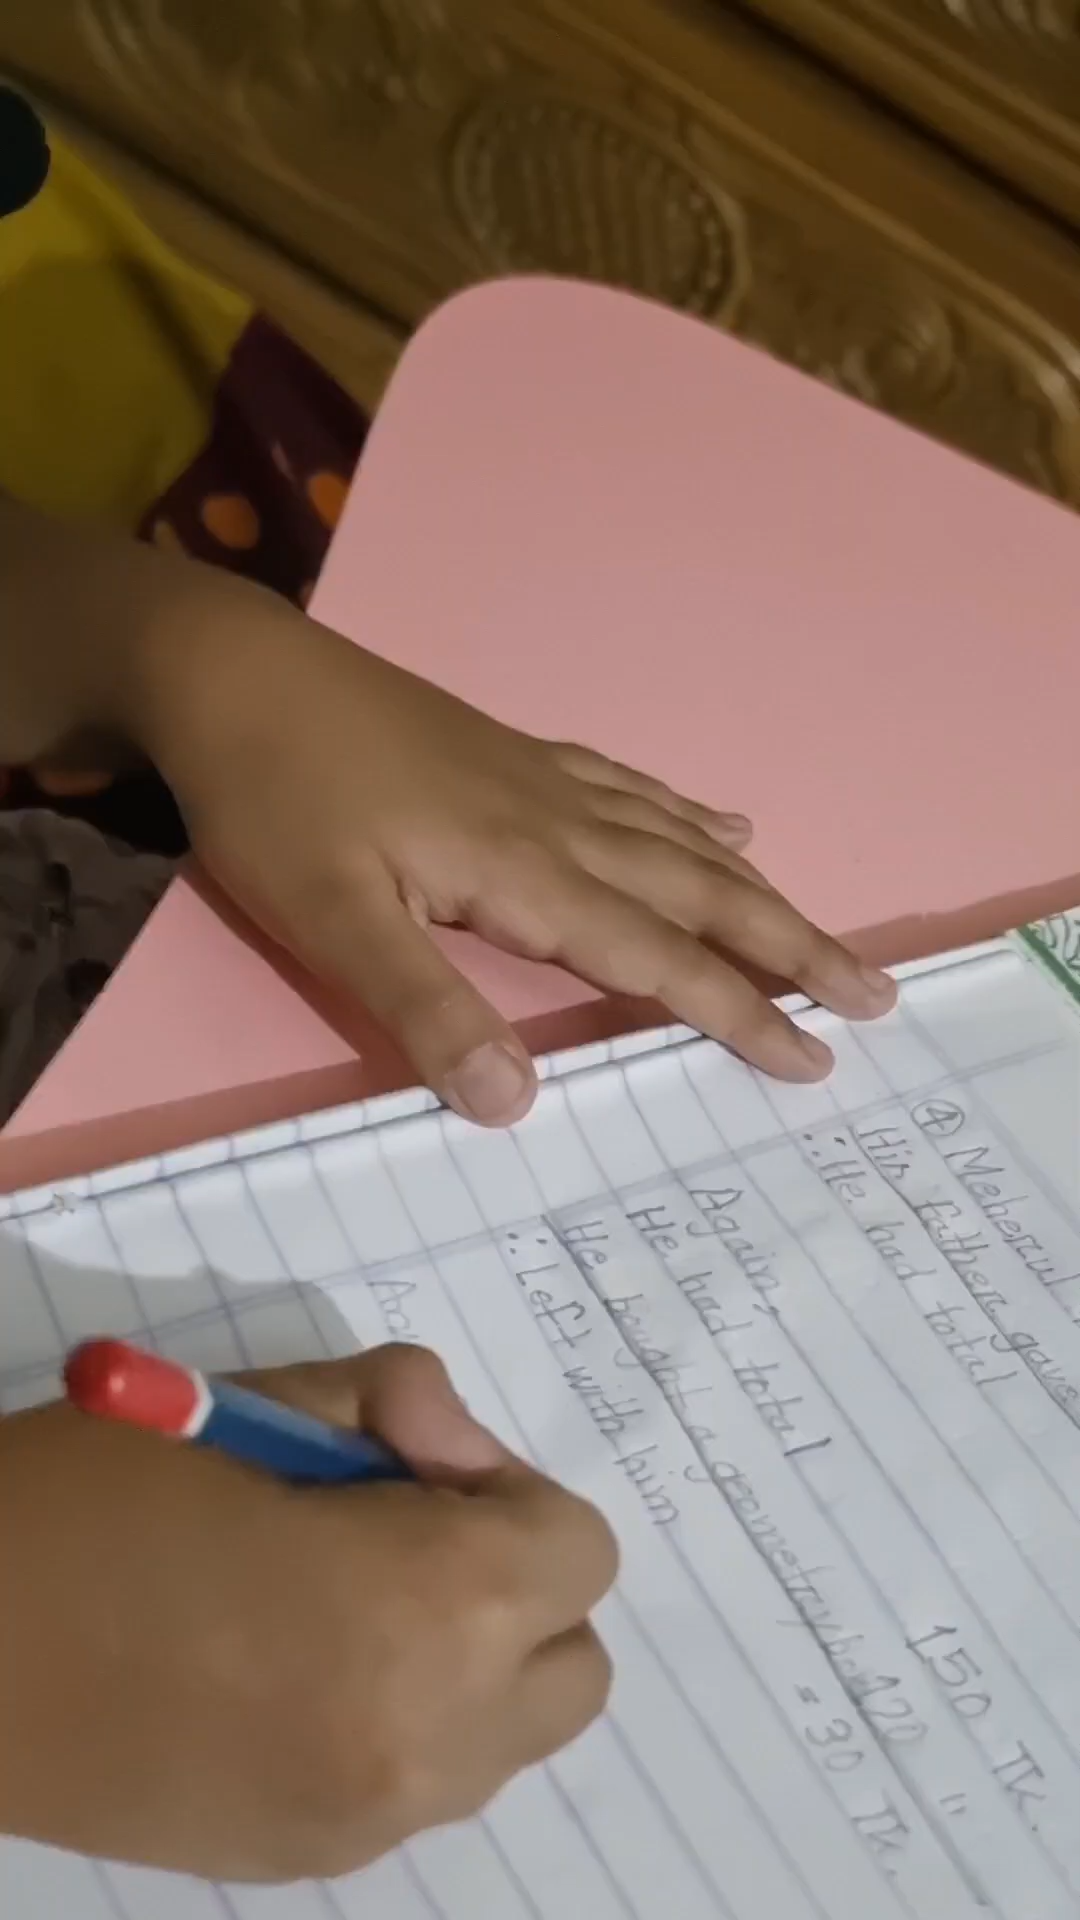 ④ Meherul
His father gave
∴ He had total
Again,
He had total 150 TK.
He bought a geometry box 120 "
∴ Left with him = 30 TK.